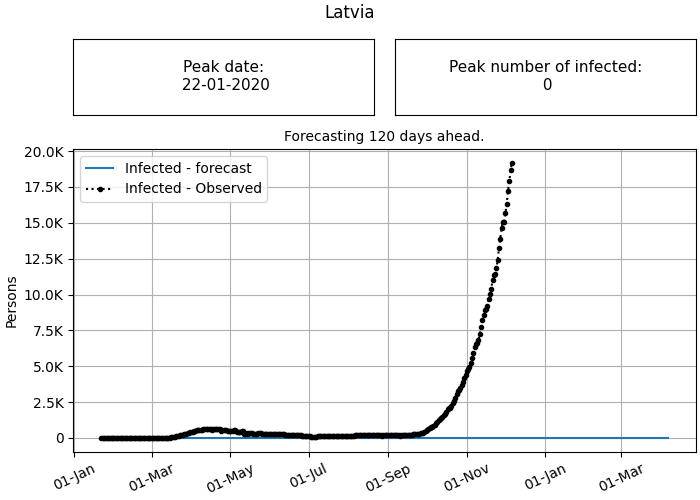 Latvia
Peak date:
22-01-2020
Peak number of infected:
0
Forecasting 120 days ahead.
Infected - forecast
Infected - Observed
Persons
20.0K
17.5K
15.0K
12.5K
10.0K
7.5K
5.0K
2.5K
0
01-Jan
01-Mar
01-May
01-Jul
01-Sep
01-Nov
01-Jan
01-Mar